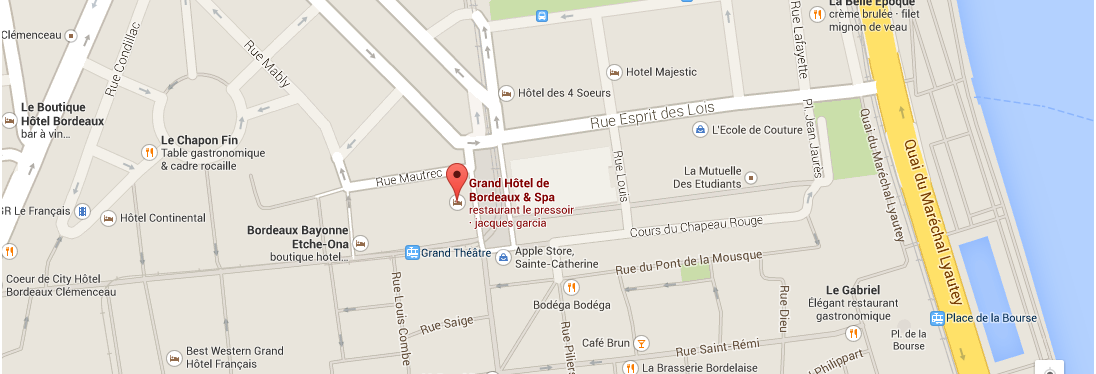 La Belle Epoque
crème brulée · filet
mignon de veau
Clémenceau
Rue Condillac
Rue Mably
Rue Lafayette
Hotel Majestic
Hôtel des 4 Soeurs
Le Boutique
Hôtel Bordeaux
bar à vin...
Rue Esprit des Lois
L'Ecole de Couture
Pl. Jean Jaurès
Quai du Maréchal Lyautey
Quai du Maréchal Lyautey
Le Chapon Fin
Table gastronomique
& cadre rocaille
Rue Mautrec
Rue Louis
La Mutuelle
Des Etudiants
Grand Hôtel de
Bordeaux & Spa
restaurant le pressoir
· jacques garcia
GR Le Français
Hôtel Continental
Bordeaux Bayonne
Etche-Ona
boutique hotel...
Cours du Chapeau Rouge
Grand Théâtre
Apple Store,
Sainte-Catherine
Rue du Pont de la Mousque
Coeur de City Hôtel
Bordeaux Clémenceau
Rue Louis Combe
Bodéga Bodéga
Le Gabriel
Élégant restaurant
gastronomique
Rue Dieu
Place de la Bourse
Rue Saige
Rue Piliers
Café Brun
Rue Saint-Rémi
Pl. de la
Bourse
Best Western Grand
Hôtel Français
La Brasserie Bordelaise
Philippart